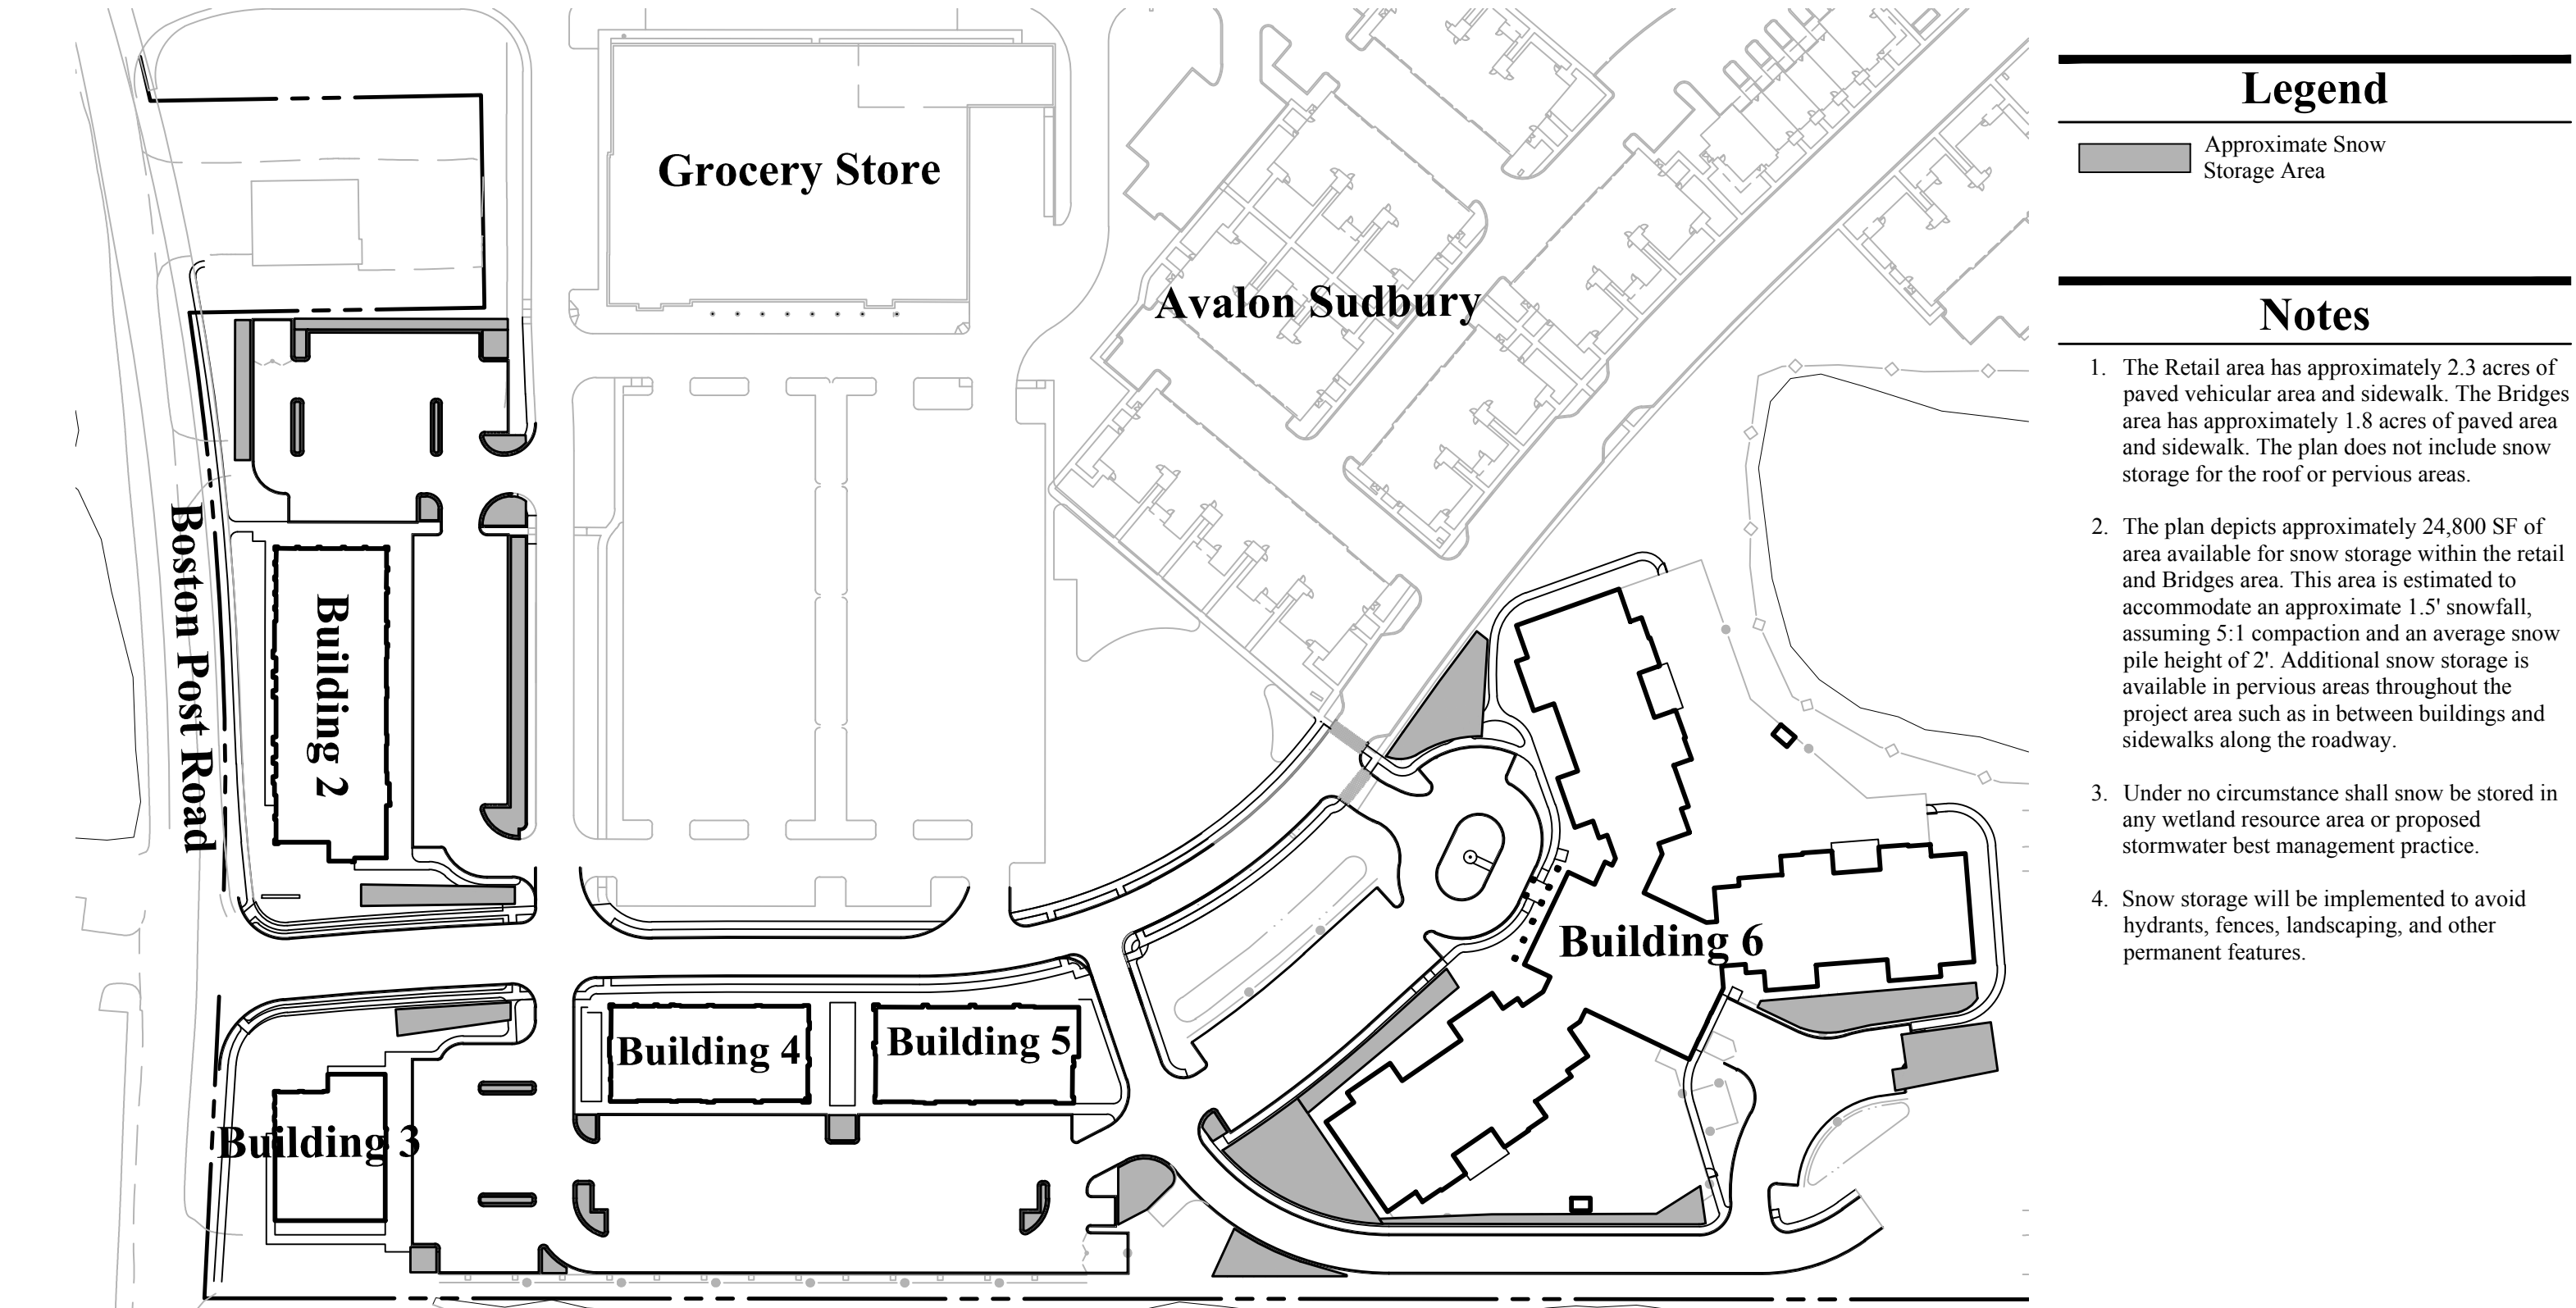 Grocery Store
Avalon Sudbury
Boston Post Road
Building 2
Building 6
Building 4
Building 5
Building 3
Legend
Approximate Snow
Storage Area
Notes
1. The Retail area has approximately 2.3 acres of
paved vehicular area and sidewalk. The Bridges
area has approximately 1.8 acres of paved area
and sidewalk. The plan does not include snow
storage for the roof or pervious areas.
2. The plan depicts approximately 24,800 SF of
area available for snow storage within the retail
and Bridges area. This area is estimated to
accommodate an approximate 1.5' snowfall,
assuming 5:1 compaction and an average snow
pile height of 2'. Additional snow storage is
available in pervious areas throughout the
project area such as in between buildings and
sidewalks along the roadway.
3. Under no circumstance shall snow be stored in
any wetland resource area or proposed
stormwater best management practice.
4. Snow storage will be implemented to avoid
hydrants, fences, landscaping, and other
permanent features.